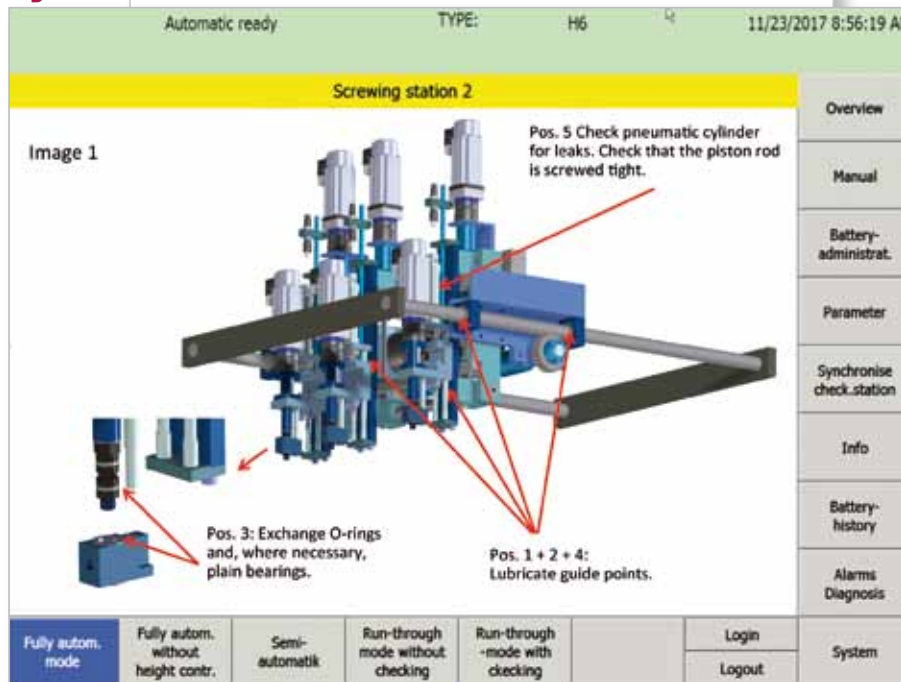 Automatic ready
TYPE:
H6
11/23/2017 8:56:19 A
Screwing station 2
Image 1
Pos. 5 Check pneumatic cylinder
for leaks. Check that the piston rod
is screwed tight.
Pos. 3: Exchange O-rings
and, where necessary,
plain bearings.
Pos. 1 + 2 + 4:
Lubricate guide points.
Overview
Manual
Battery-
administrat.
Parameter
Synchronise
check.station
Info
Battery-
history
Alarms
Diagnosis
System
Fully autom.
mode
Fully autom.
without
height contr.
Semi-
automatik
Run-through
mode without
checking
Run-through
-mode with
ckecking
Login
Logout